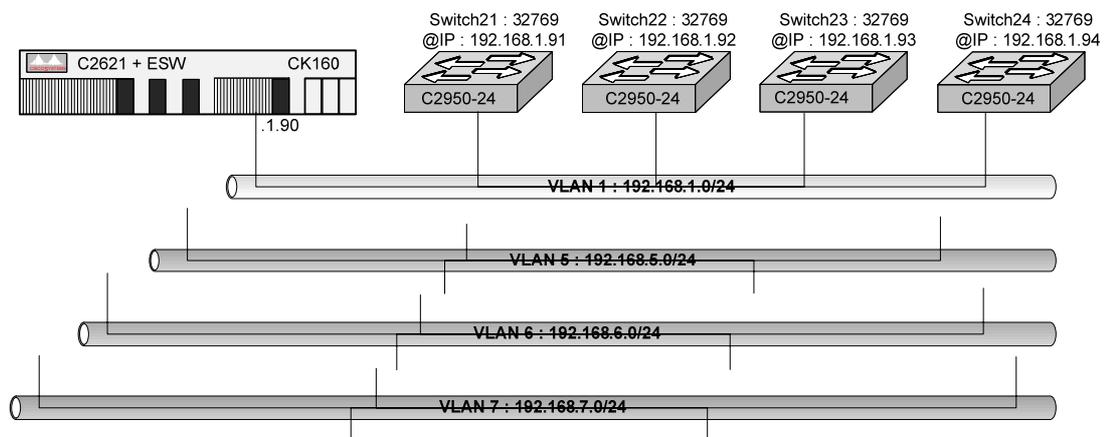 Switch21 : 32769
@IP : 192.168.1.91
Switch22 : 32769
@IP : 192.168.1.92
Switch23 : 32769
@IP : 192.168.1.93
Switch24 : 32769
@IP : 192.168.1.94
C2621 + ESW
CK160
C2950-24
C2950-24
C2950-24
C2950-24
.1.90
VLAN 1 : 192.168.1.0/24
VLAN 5 : 192.168.5.0/24
VLAN 6 : 192.168.6.0/24
VLAN 7 : 192.168.7.0/24